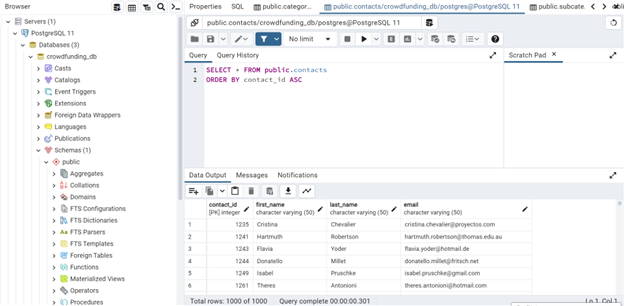 Browser
Properties SQL public.categor... public.contacts/crowdfunding_db/postgres@PostgreSQL 11 public.subcate.
Servers (1)
PostgreSQL 11
Databases (3)
crowdfunding_db
Casts
Catalogs
Event Triggers
Extensions
Foreign Data Wrappers
Languages
Publications
Schemas (1)
public
Aggregates
Collations
Domains
FTS Configurations
FTS Dictionaries
FTS Parsers
FTS Templates
Foreign Tables
Functions
Materialized Views
Operators
Procedures
public.contacts/crowdfunding_db/postgres@PostgreSQL 11
No limit
Query Query History
Scratch Pad
1 SELECT * FROM public.contacts
2 ORDER BY contact_id ASC
Data Output Messages Notifications
contact_id first_name last_name email
[PK] integer character varying (50) character varying (50) character varying (50)
1 1235 Cristina Chevalier cristina.chevalier@proyectos.com
2 1241 Hartmuth Robertson hartmuth.robertson@thomas.edu.au
3 1243 Flavia Yoder flavia.yoder@hotmail.de
4 1244 Donatello Millet donatello.millet@fritsch.net
5 1249 Isabel Pruschke isabel.pruschke@gmail.com
6 1261 Theres Antonioni theres.antonioni@hotmail.com
Total rows: 1000 of 1000 Query complete 00:00:00.301 Ln 1, Col 1